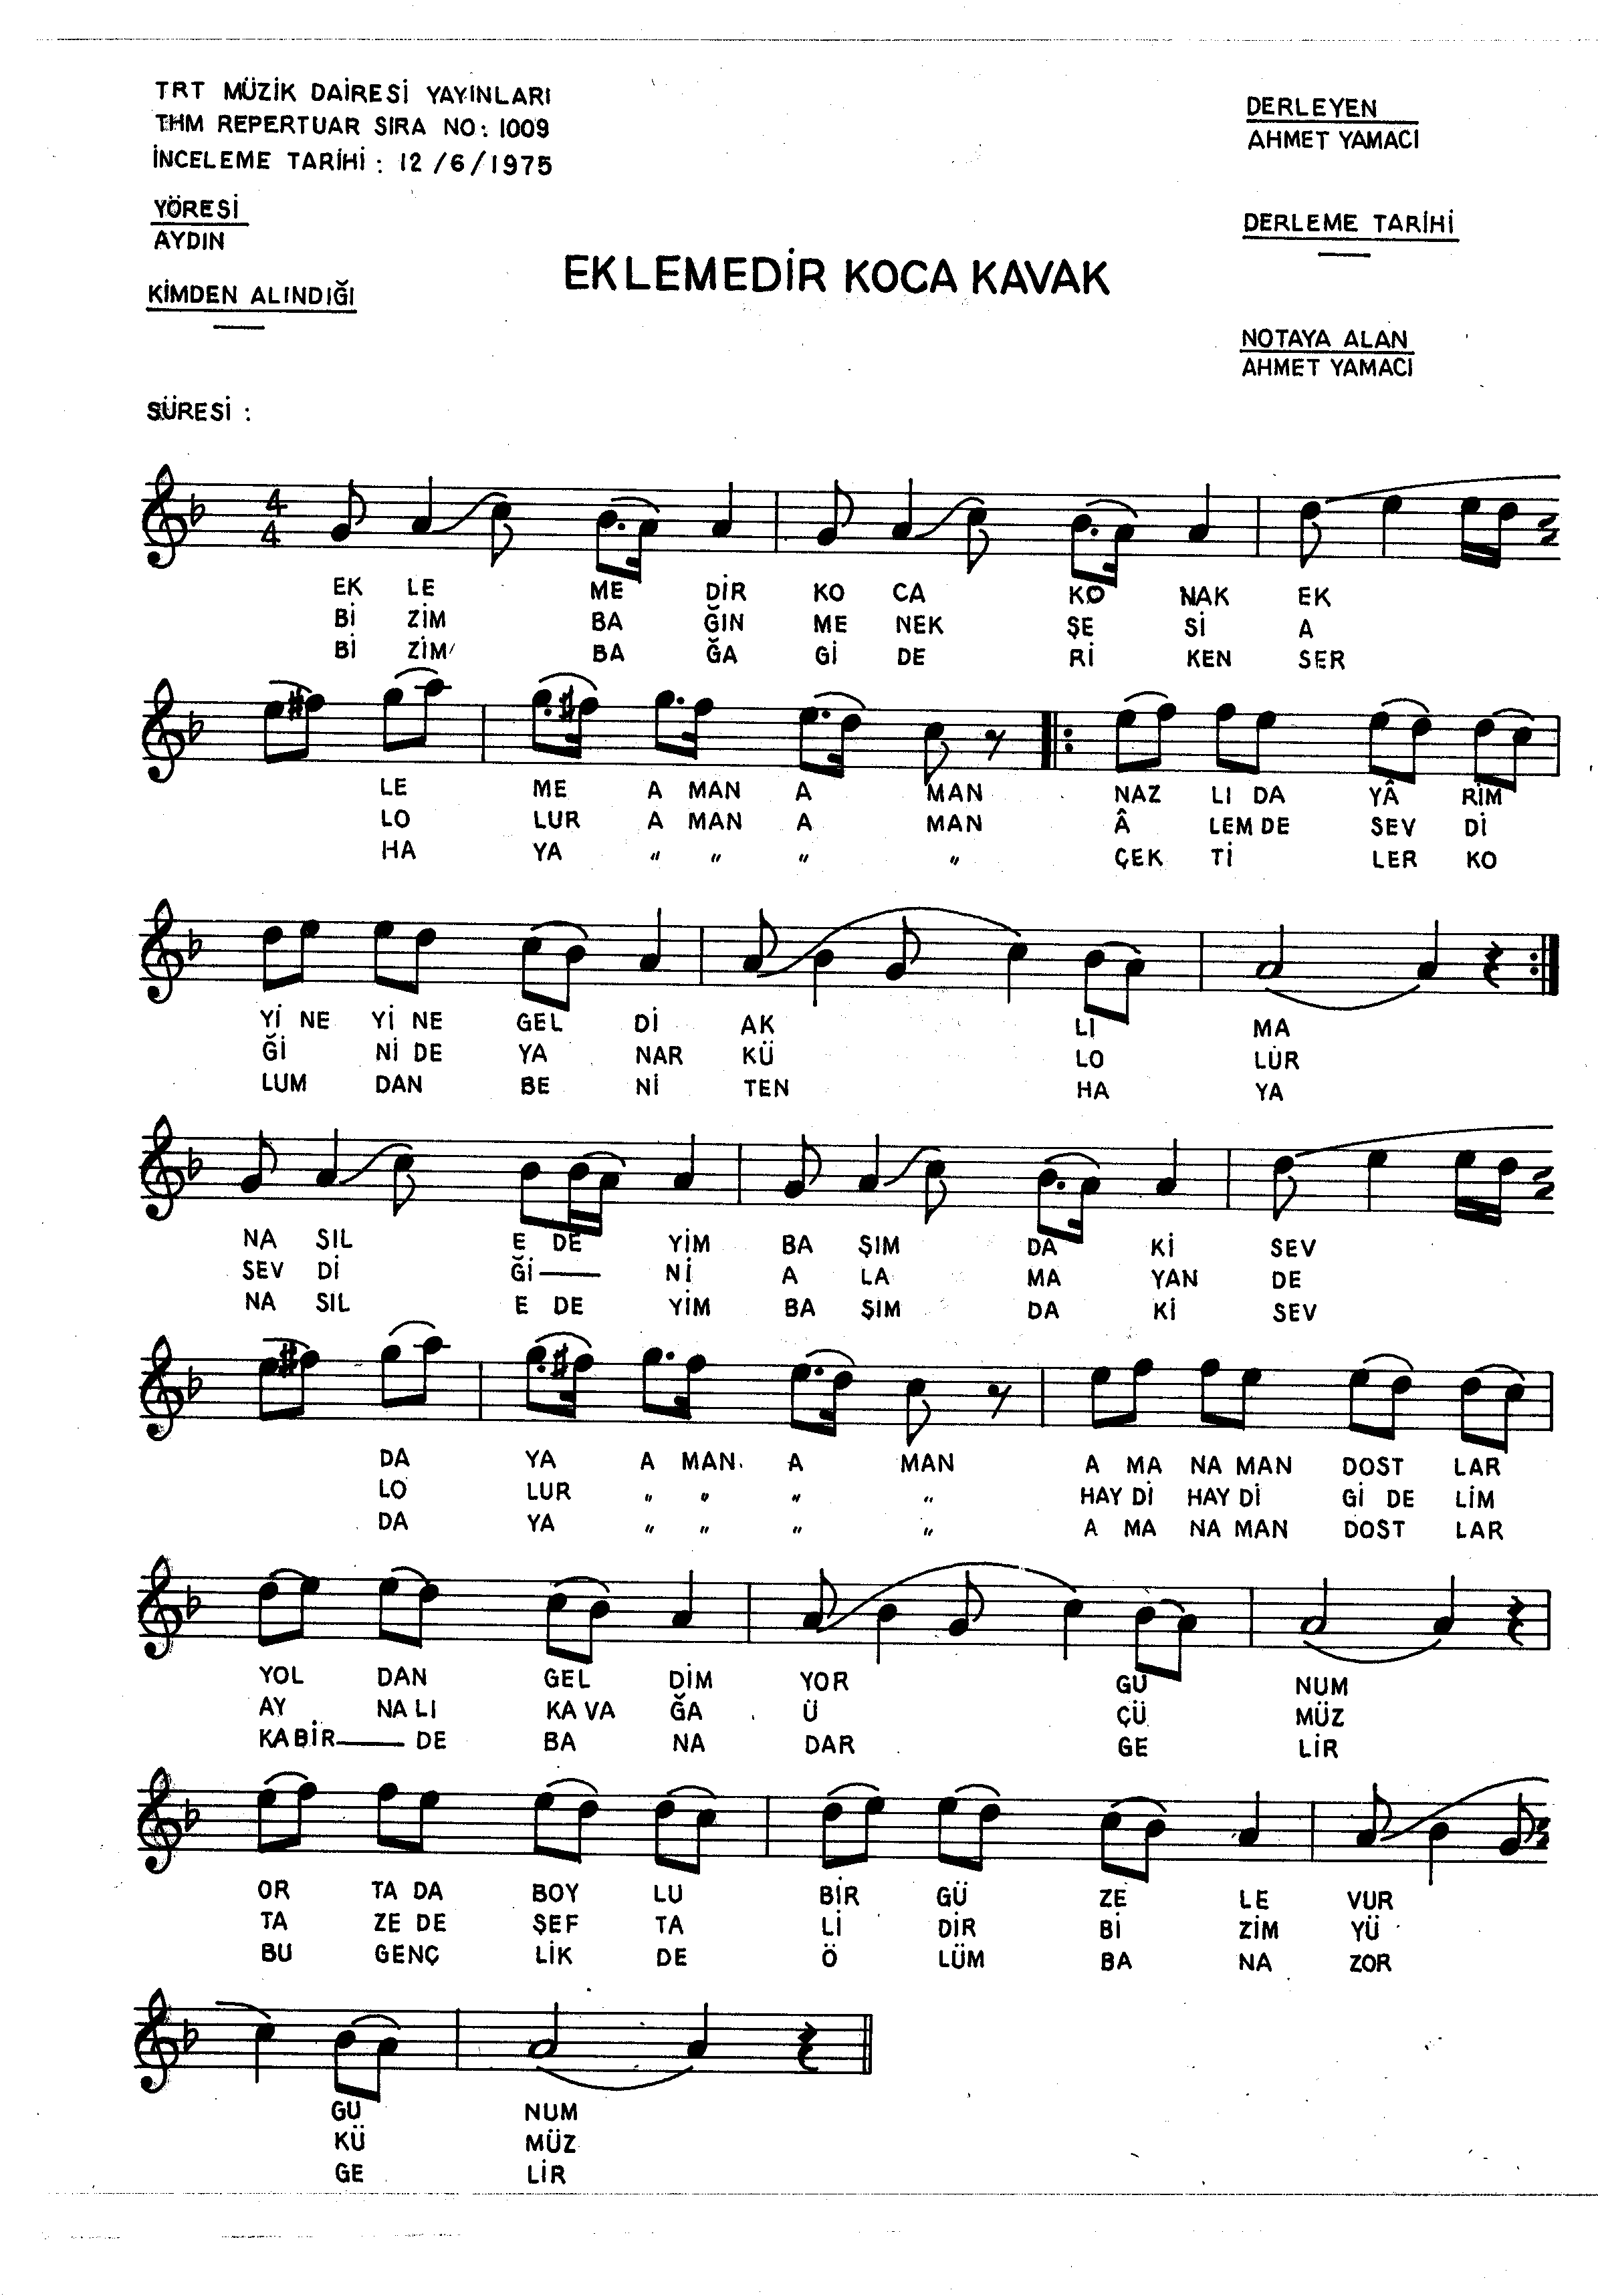 TRT MÜZİK DAİRESİ YAYINLARI
THM REPERTUAR SIRA NO: 1009
İNCELEME TARİHİ : 12/6/1975
DERLEYEN
AHMET YAMACI
YÖRESİ
AYDIN
DERLEME TARİHİ
EKLEMEDİR KOCA KAVAK
KİMDEN ALINDIĞI
NOTAYA ALAN
AHMET YAMACI
SÜRESİ :
4
4
EK LE ME DİR KO CA KO NAK EK
Bİ ZİM BA ĞIN ME NEK ŞE Sİ A
Bİ ZİM BA ĞA Gİ DE Rİ KEN SER
LE ME A MAN A MAN NAZ LI DA YÂ RİM
LO LUR A MAN A MAN Â LEM DE SEV Dİ
HA YA " " " " ÇEK Tİ LER KO
Yİ NE Yİ NE GEL Dİ AK LI MA
Ğİ Nİ DE YA NAR KÜ LO LUR
LUM DAN BE Nİ TEN HA YA
NA SIL E DE YİM BA ŞIM DA Kİ SEV
SEV Dİ Ğİ—— Nİ A LA MA YAN DE
NA SIL E DE YİM BA ŞIM DA Kİ SEV
DA YA A MAN A MAN A MA NA MAN DOST LAR
LO LUR " " " " HAY Dİ HAY Dİ Gİ DE LİM
DA YA " " " " A MA NA MAN DOST LAR
YOL DAN GEL DİM YOR GU NUM
AY NA LI KA VA ĞA Ü ÇÜ MÜZ
KABİR—— DE BA NA DAR GE LİR
OR TA DA BOY LU BİR GÜ ZE LE VUR
TA ZE DE ŞEF TA Lİ DİR Bİ ZİM YÜ
BU GENÇ LİK DE Ö LÜM BA NA ZOR
GU NUM
KÜ MÜZ
GE LİR